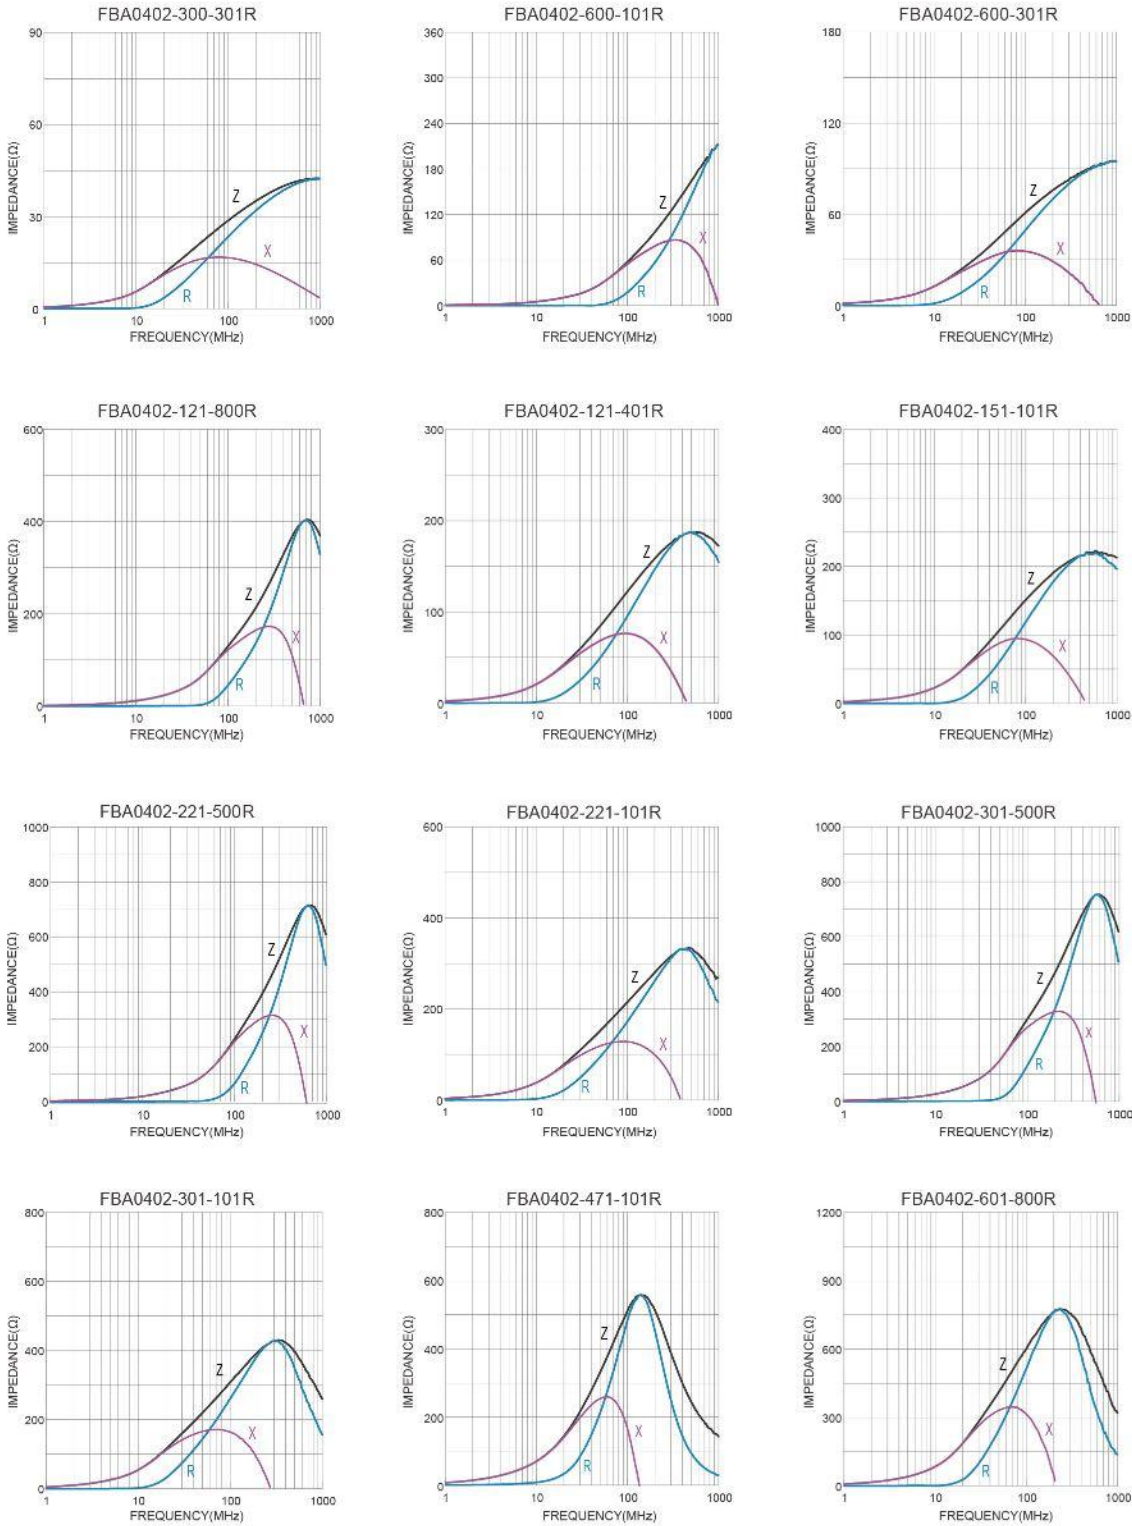 FBA0402-300-301R
90
60
30
0
IMPEDANCE(Ω)
Z
X
R
1
10
100
1000
FREQUENCY(MHz)
FBA0402-600-101R
360
300
240
180
120
60
0
IMPEDANCE(Ω)
Z
X
R
1
10
100
1000
FREQUENCY(MHz)
FBA0402-600-301R
180
120
60
0
IMPEDANCE(Ω)
Z
X
R
1
10
100
1000
FREQUENCY(MHz)
FBA0402-121-800R
600
400
200
0
IMPEDANCE(Ω)
Z
X
R
1
10
100
1000
FREQUENCY(MHz)
FBA0402-121-401R
300
200
100
0
IMPEDANCE(Ω)
Z
X
R
1
10
100
1000
FREQUENCY(MHz)
FBA0402-151-101R
400
350
300
250
200
150
100
50
0
IMPEDANCE(Ω)
Z
X
R
1
10
100
1000
FREQUENCY(MHz)
FBA0402-221-500R
1000
800
600
400
200
0
IMPEDANCE(Ω)
Z
X
R
1
10
100
1000
FREQUENCY(MHz)
FBA0402-221-101R
600
400
200
0
IMPEDANCE(Ω)
Z
X
R
1
10
100
1000
FREQUENCY(MHz)
FBA0402-301-500R
1000
800
600
400
200
0
IMPEDANCE(Ω)
Z
X
R
1
10
100
1000
FREQUENCY(MHz)
FBA0402-301-101R
800
600
400
200
0
IMPEDANCE(Ω)
Z
X
R
1
10
100
1000
FREQUENCY(MHz)
FBA0402-471-101R
800
600
400
200
0
IMPEDANCE(Ω)
Z
X
R
1
10
100
1000
FREQUENCY(MHz)
FBA0402-601-800R
1200
900
600
300
0
IMPEDANCE(Ω)
Z
X
R
1
10
100
1000
FREQUENCY(MHz)